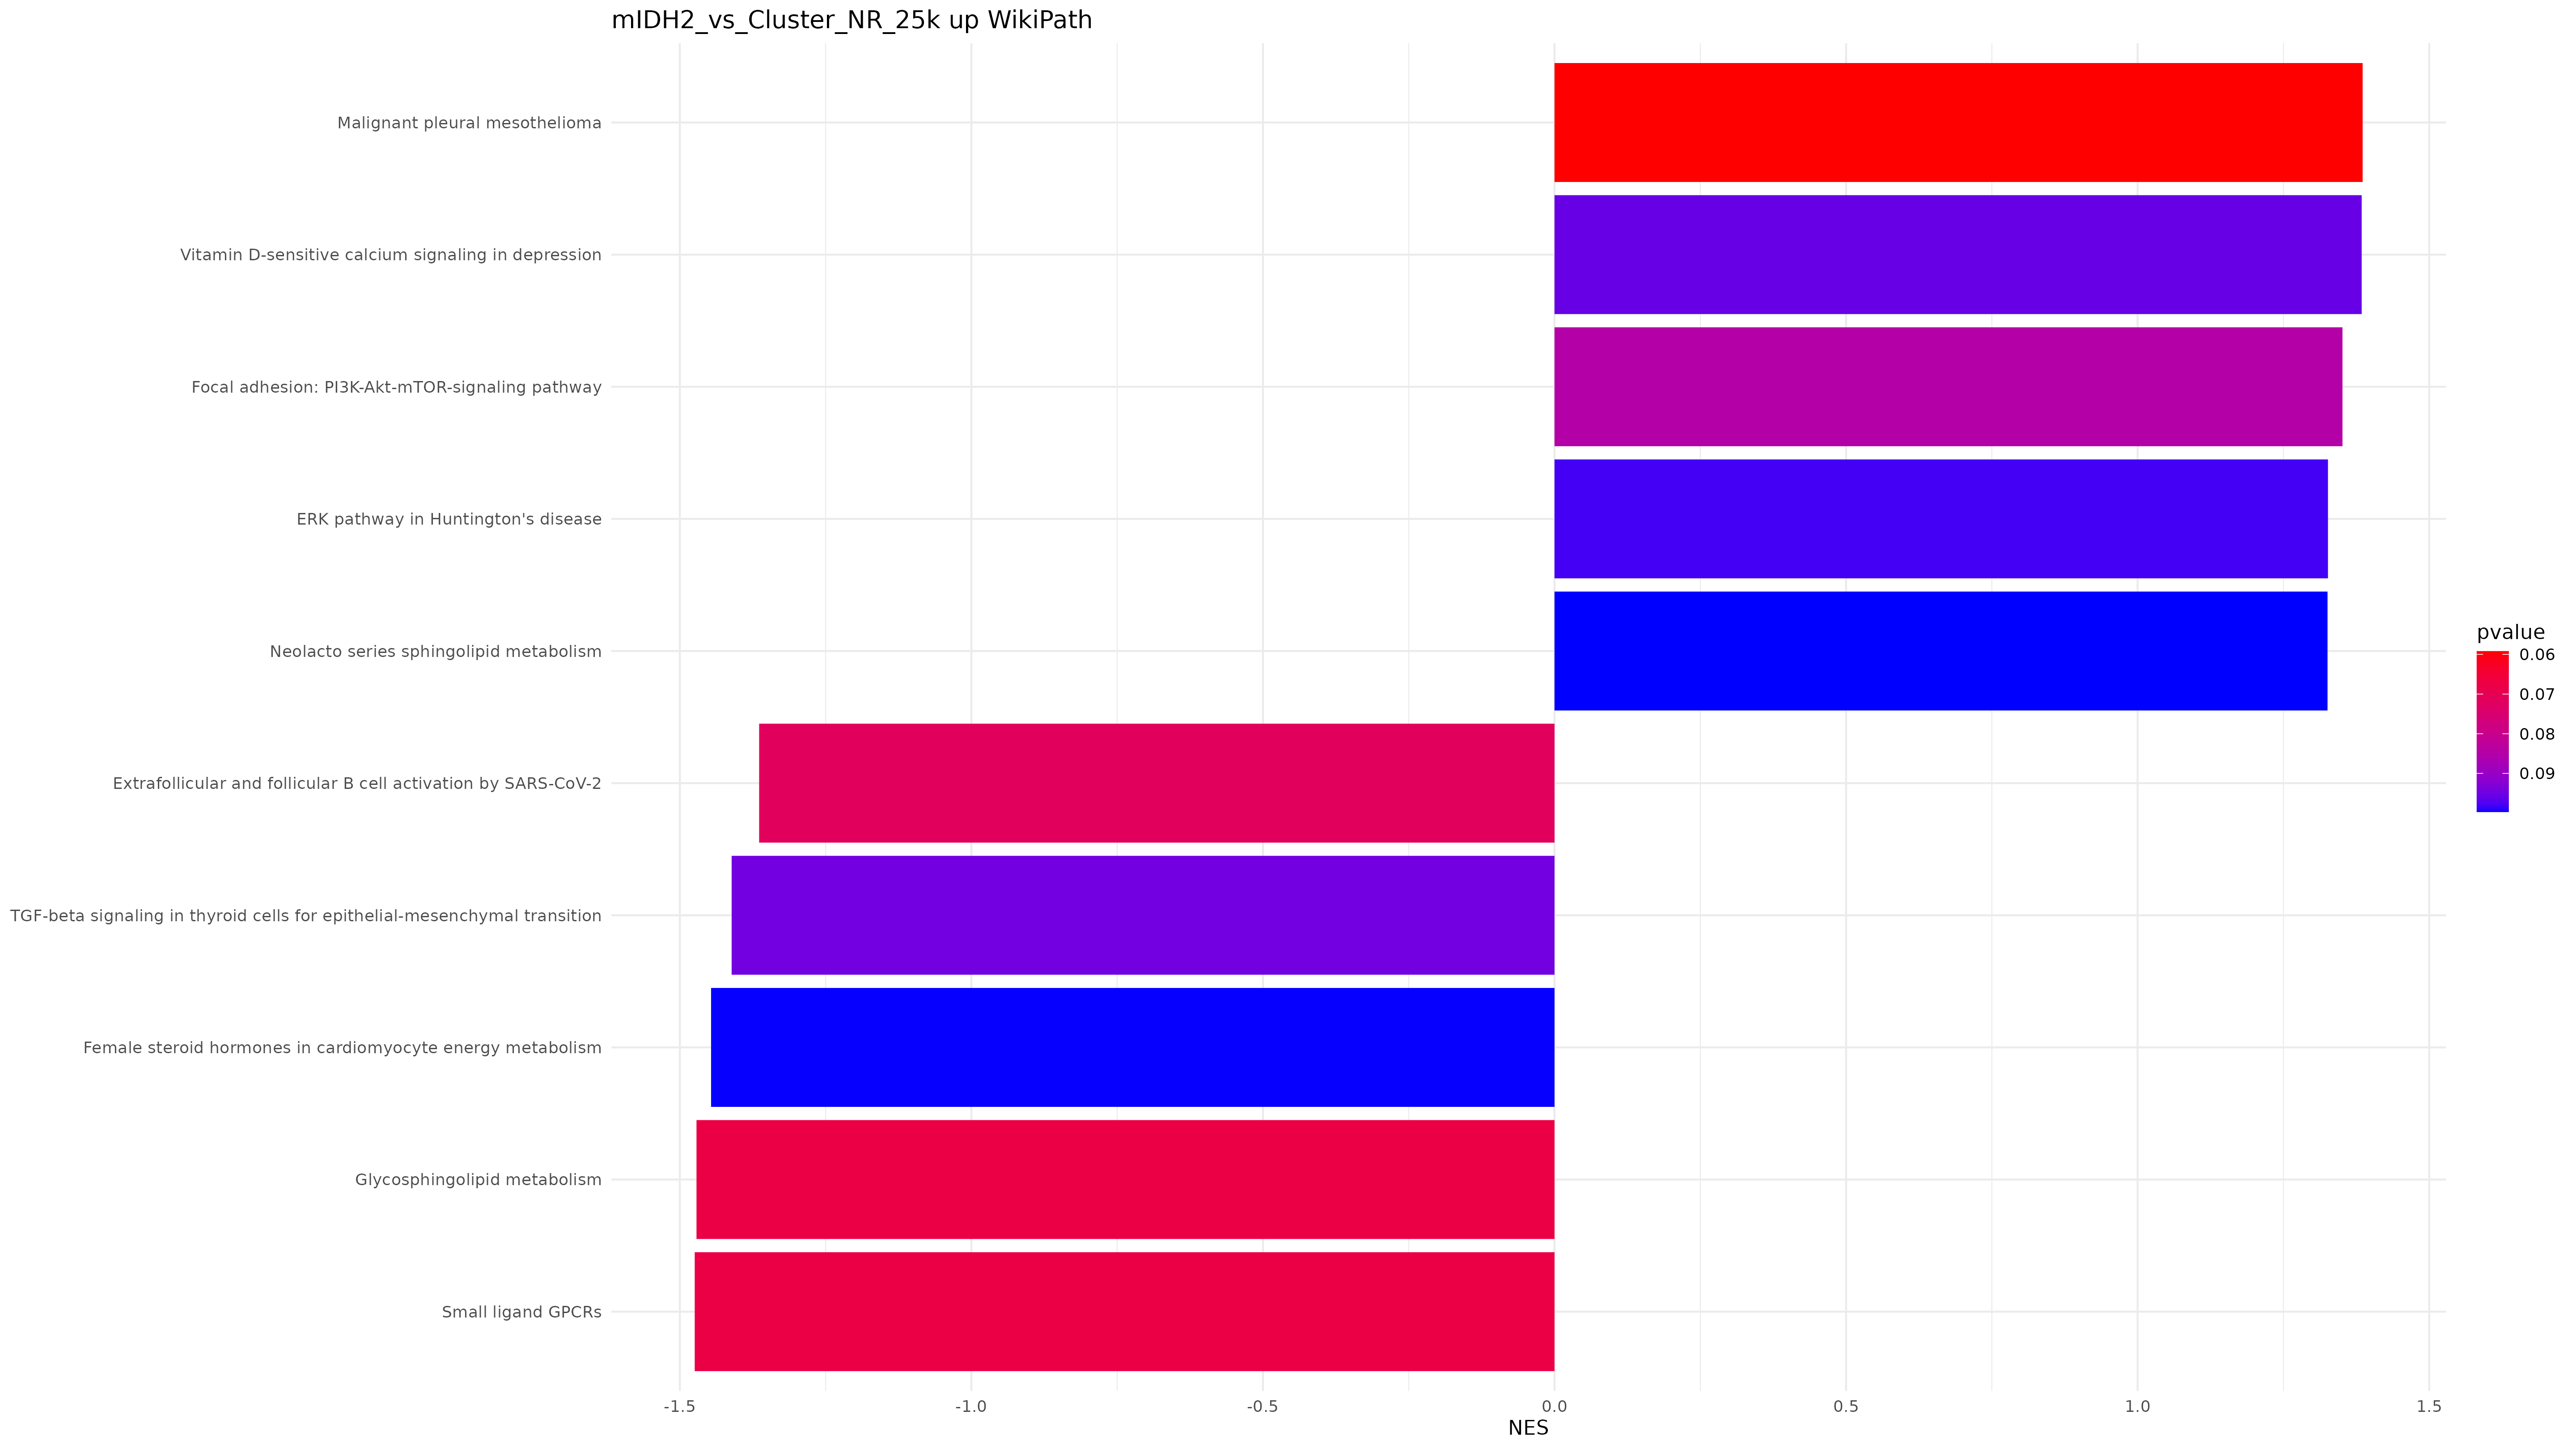 mIDH2_vs_Cluster_NR_25k up WikiPath
Malignant pleural mesothelioma
Vitamin D-sensitive calcium signaling in depression
Focal adhesion: PI3K-Akt-mTOR-signaling pathway
ERK pathway in Huntington's disease
Neolacto series sphingolipid metabolism
Extrafollicular and follicular B cell activation by SARS-CoV-2
TGF-beta signaling in thyroid cells for epithelial-mesenchymal transition
Female steroid hormones in cardiomyocyte energy metabolism
Glycosphingolipid metabolism
Small ligand GPCRs
-1.5 -1.0 -0.5 0.0 0.5 1.0 1.5
NES
pvalue
0.06
0.07
0.08
0.09